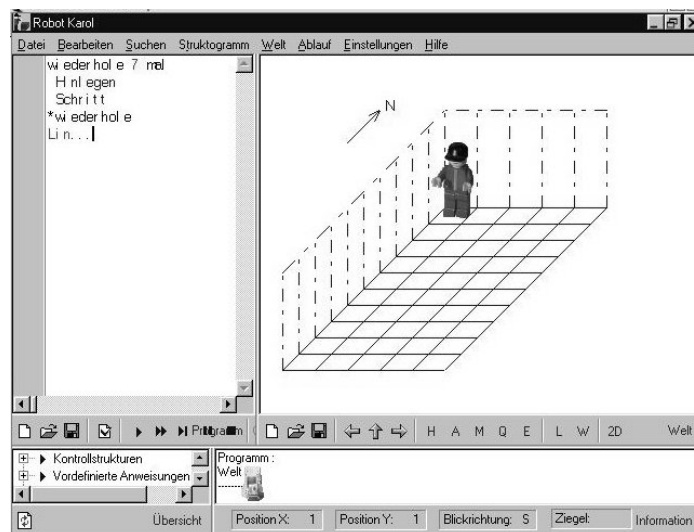 Robot Karol
Datei Bearbeiten Suchen Struktogramm Welt Ablauf Einstellungen Hilfe
wiederhole 7 mal
Hinlegen
Schritt
*wiederhole
Lin...
N
H A M Q E L W 2D Welt
Kontrollstrukturen
Vordefinierte Anweisungen
Programm :
Welt
Übersicht
Position X: 1 Position Y: 1 Blickrichtung: S Ziegel: Information